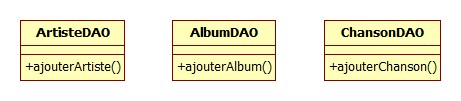 ArtisteDAO
AlbumDAO
ChansonDAO
+ajouterArtiste()
+ajouterAlbum()
+ajouterChanson()